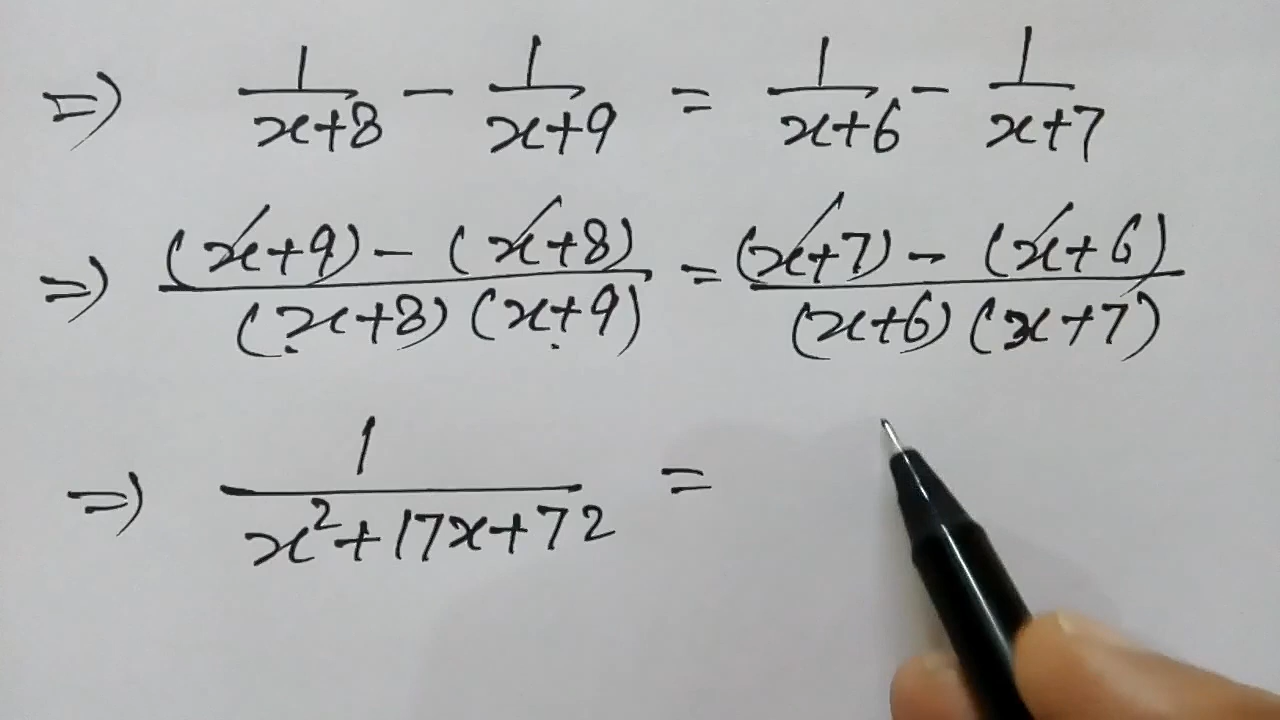 => 1/(x+8) - 1/(x+9) = 1/(x+6) - 1/(x+7)
=> ((x+9) - (x+8))/((x+8)(x+9)) = ((x+7) - (x+6))/((x+6)(x+7))
=> 1/(x²+17x+72) =